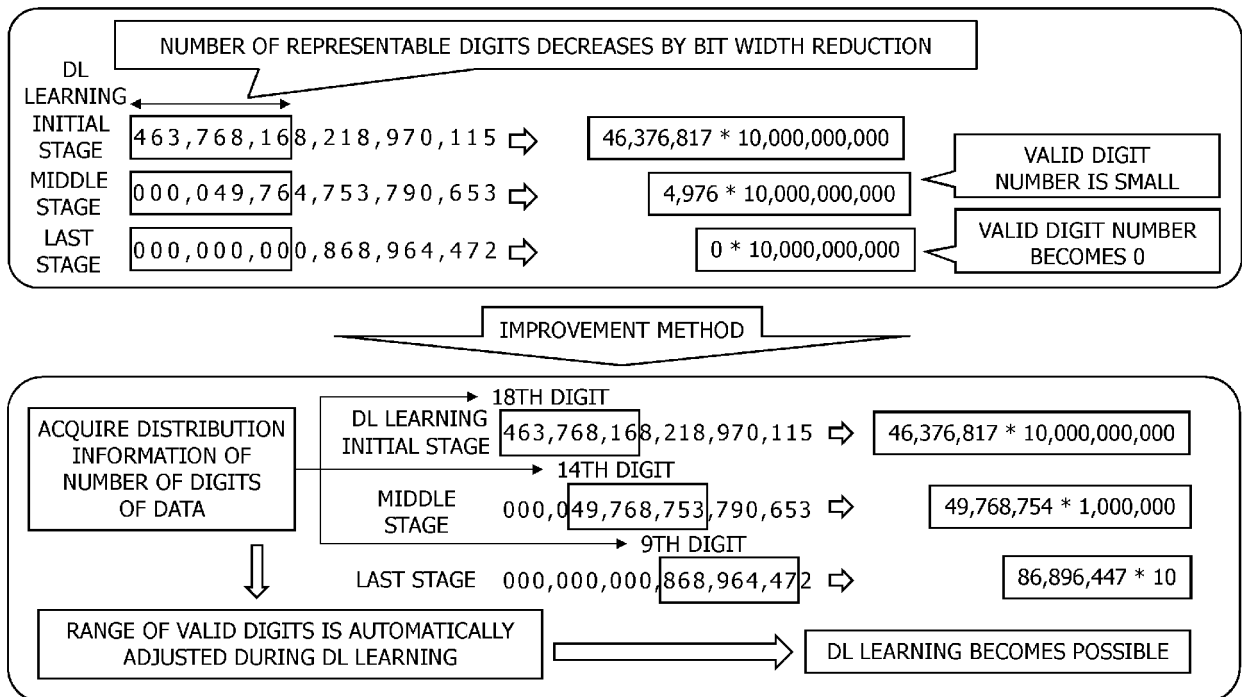 NUMBER OF REPRESENTABLE DIGITS DECREASES BY BIT WIDTH REDUCTION
DL
LEARNING
INITIAL
STAGE
463,768,168,218,970,115
46,376,817 * 10,000,000,000
MIDDLE
STAGE
000,049,764,753,790,653
4,976 * 10,000,000,000
VALID DIGIT
NUMBER IS SMALL
LAST
STAGE
000,000,000,868,964,472
0 * 10,000,000,000
VALID DIGIT NUMBER
BECOMES 0
IMPROVEMENT METHOD
ACQUIRE DISTRIBUTION
INFORMATION OF
NUMBER OF DIGITS
OF DATA
18TH DIGIT
DL LEARNING
INITIAL STAGE
463,768,168,218,970,115
46,376,817 * 10,000,000,000
14TH DIGIT
MIDDLE
STAGE
000,049,768,753,790,653
49,768,754 * 1,000,000
9TH DIGIT
LAST STAGE
000,000,000,868,964,472
86,896,447 * 10
RANGE OF VALID DIGITS IS AUTOMATICALLY
ADJUSTED DURING DL LEARNING
DL LEARNING BECOMES POSSIBLE